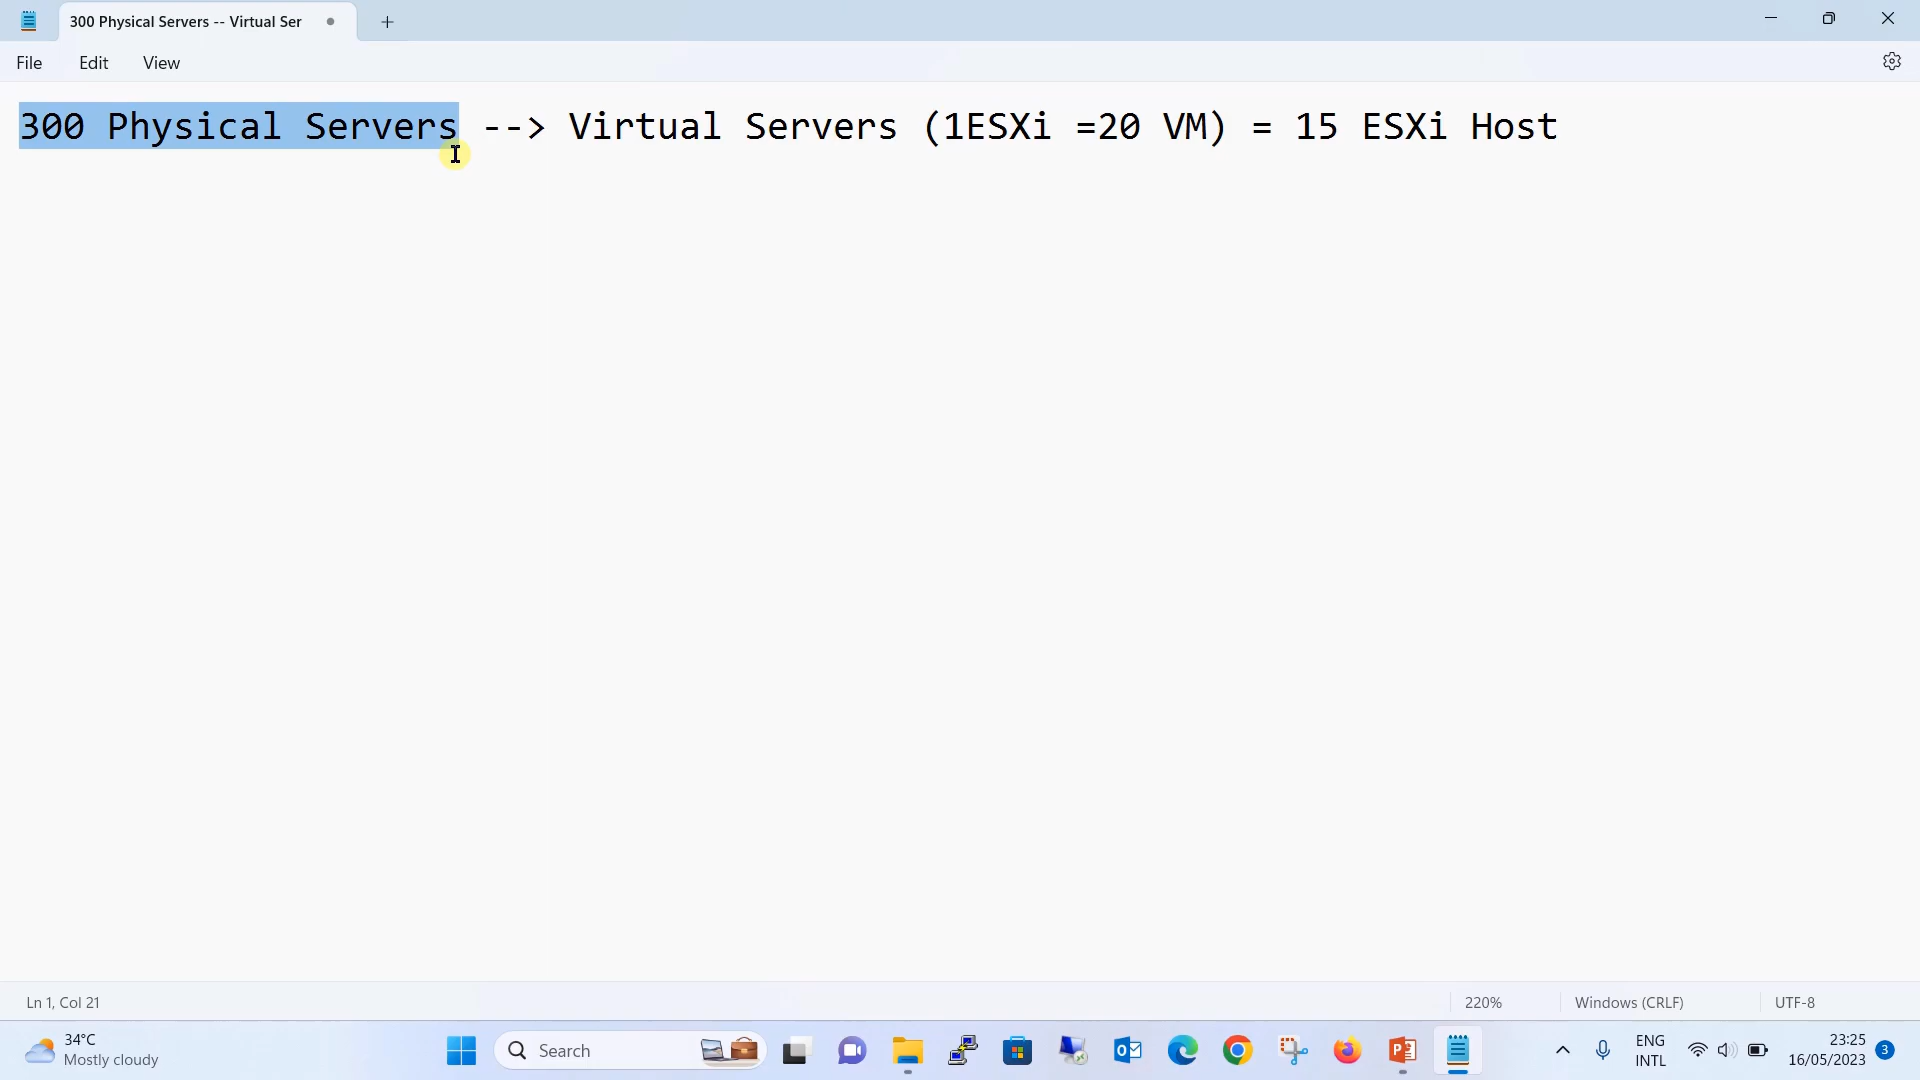 300 Physical Servers -- Virtual Ser
File Edit View
300 Physical Servers --> Virtual Servers (1ESXi =20 VM) = 15 ESXi Host
Ln 1, Col 21
220%
Windows (CRLF)
UTF-8
34°C
Mostly cloudy
Search
ENG
INTL
23:25
16/05/2023
3